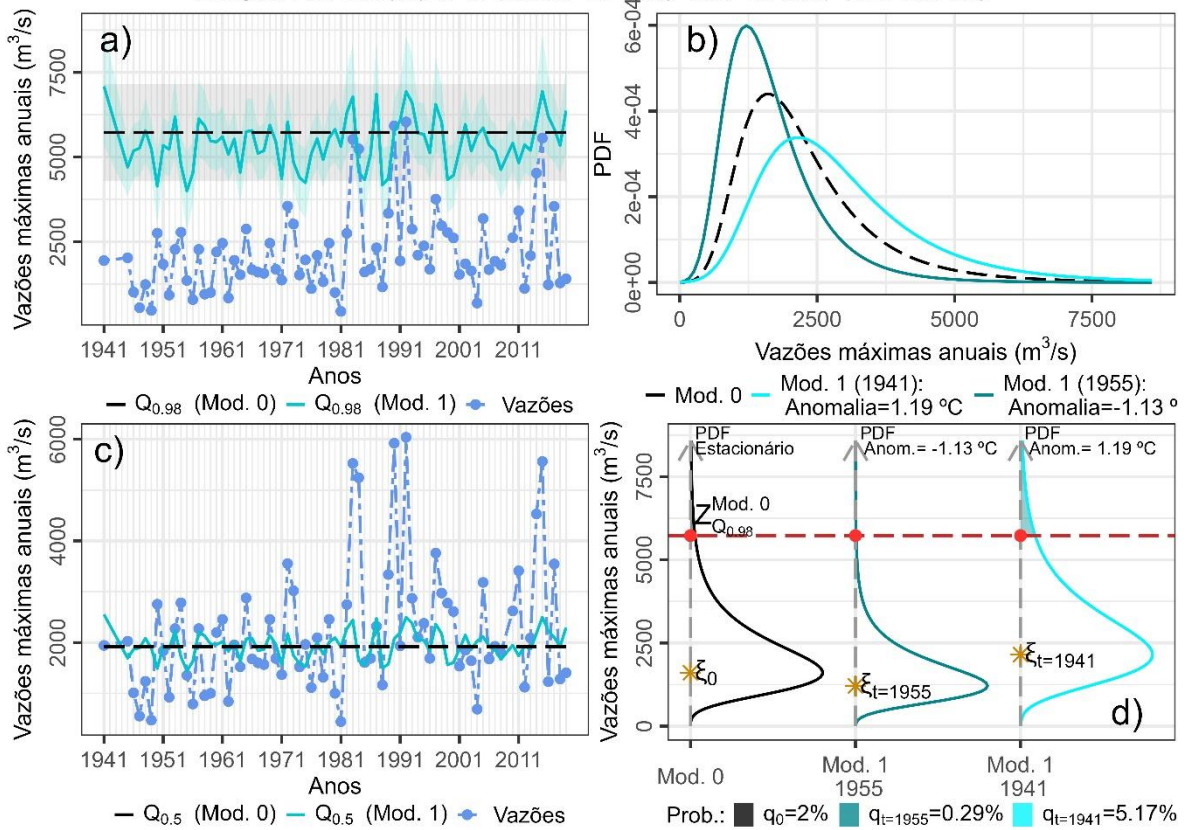 a)
Vazões máximas anuais (m³/s)
7500
5000
2500
1941 1951 1961 1971 1981 1991 2001 2011
Anos
Q0.98 (Mod. 0) Q0.98 (Mod. 1) Vazões
b)
PDF
6e-04
4e-04
2e-04
0e+00
0 2500 5000 7500
Vazões máximas anuais (m³/s)
Mod. 0 Mod. 1 (1941): Mod. 1 (1955):
Anomalia=1.19 ºC Anomalia=-1.13 º
c)
Vazões máximas anuais (m³/s)
6000
4000
2000
1941 1951 1961 1971 1981 1991 2001 2011
Anos
Q0.5 (Mod. 0) Q0.5 (Mod. 1) Vazões
Vazões máximas anuais (m³/s)
7500
5000
2500
0
PDF PDF PDF
Estacionário Anom.= -1.13 ºC Anom.= 1.19 ºC
Z Mod. 0 Q0.98
ξ0
ξt=1955
ξt=1941
d)
Mod. 0 Mod. 1 Mod. 1
1955 1941
Prob.: q0=2% qt=1955=0.29% qt=1941=5.17%